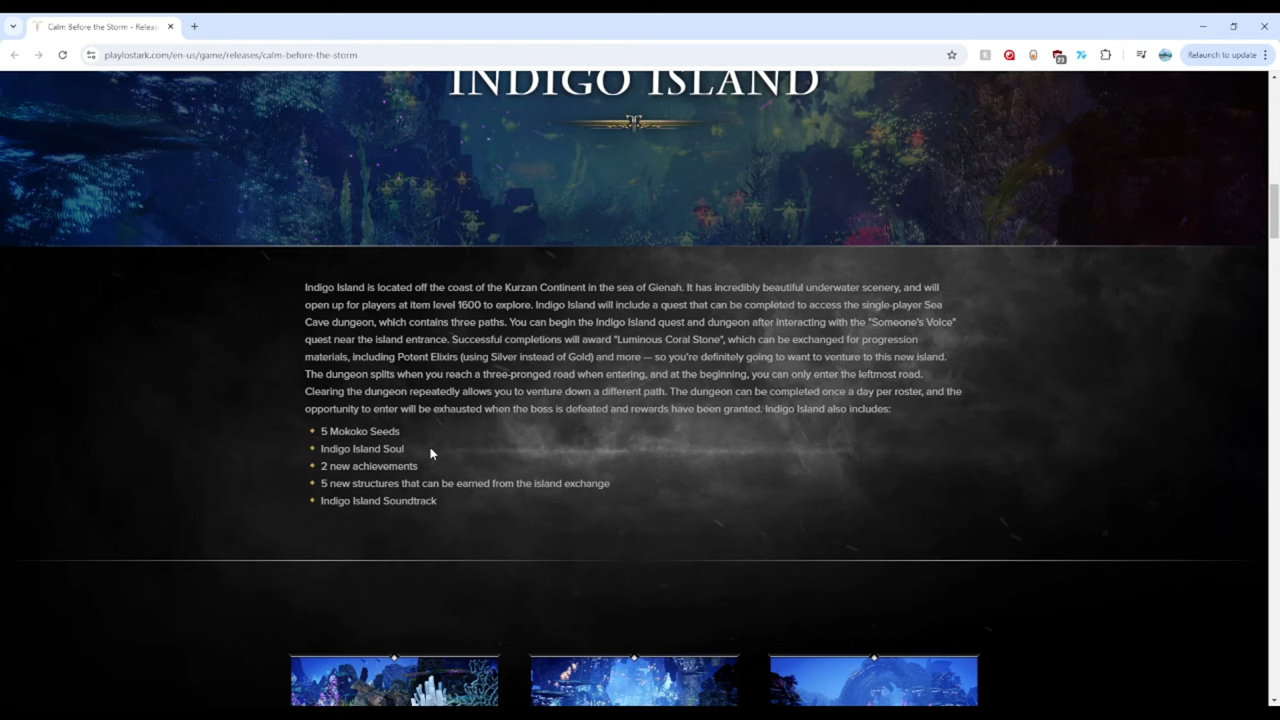 Calm Before the Storm - Releas
playlostark.com/en-us/game/releases/calm-before-the-storm
23
Relaunch to update
INDIGO ISLAND
Indigo Island is located off the coast of the Kurzan Continent in the sea of Gienah. It has incredibly beautiful underwater scenery, and will
open up for players at item level 1600 to explore. Indigo Island will include a quest that can be completed to access the single-player Sea
Cave dungeon, which contains three paths. You can begin the Indigo Island quest and dungeon after interacting with the "Someone's Voice"
quest near the island entrance. Successful completions will award "Luminous Coral Stone", which can be exchanged for progression
materials, including Potent Elixirs (using Silver instead of Gold) and more — so you're definitely going to want to venture to this new island.
The dungeon splits when you reach a three-pronged road when entering, and at the beginning, you can only enter the leftmost road.
Clearing the dungeon repeatedly allows you to venture down a different path. The dungeon can be completed once a day per roster, and the
opportunity to enter will be exhausted when the boss is defeated and rewards have been granted. Indigo Island also includes:
5 Mokoko Seeds
Indigo Island Soul
2 new achievements
5 new structures that can be earned from the island exchange
Indigo Island Soundtrack